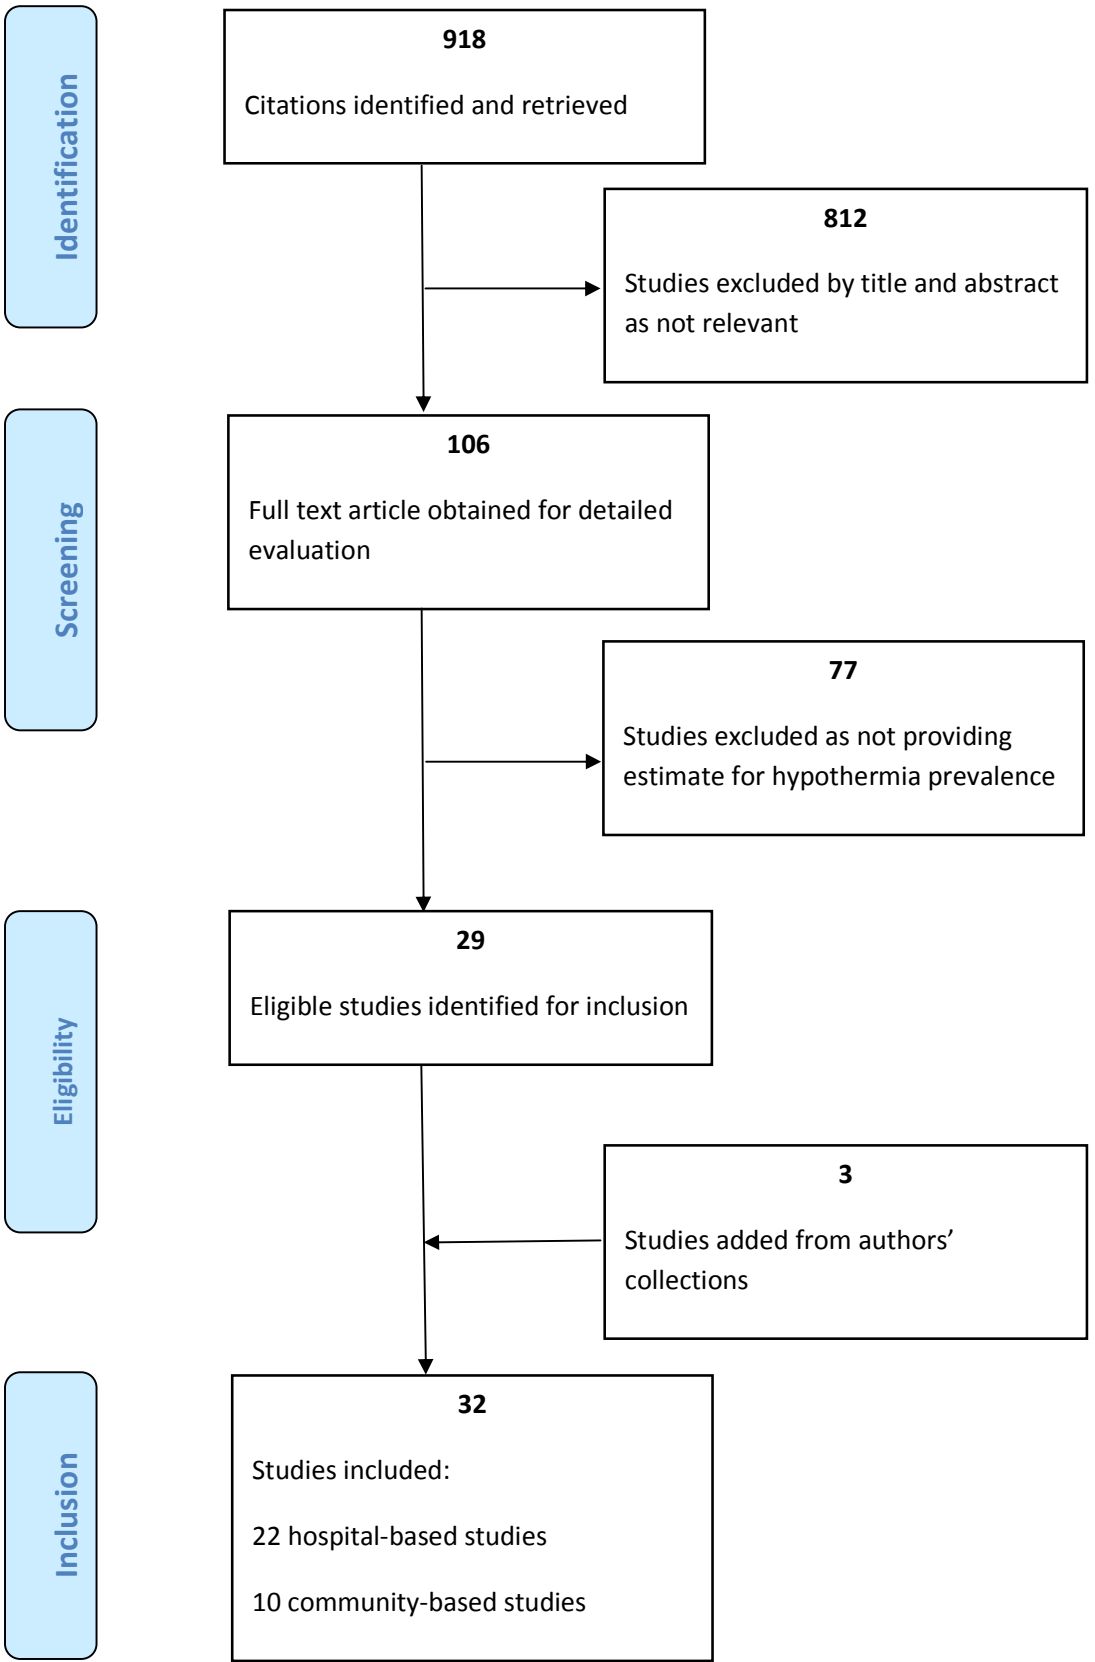 Identification
918
Citations identified and retrieved
812
Studies excluded by title and abstract
as not relevant
Screening
106
Full text article obtained for detailed
evaluation
77
Studies excluded as not providing
estimate for hypothermia prevalence
Eligibility
29
Eligible studies identified for inclusion
3
Studies added from authors’
collections
Inclusion
32
Studies included:
22 hospital-based studies
10 community-based studies